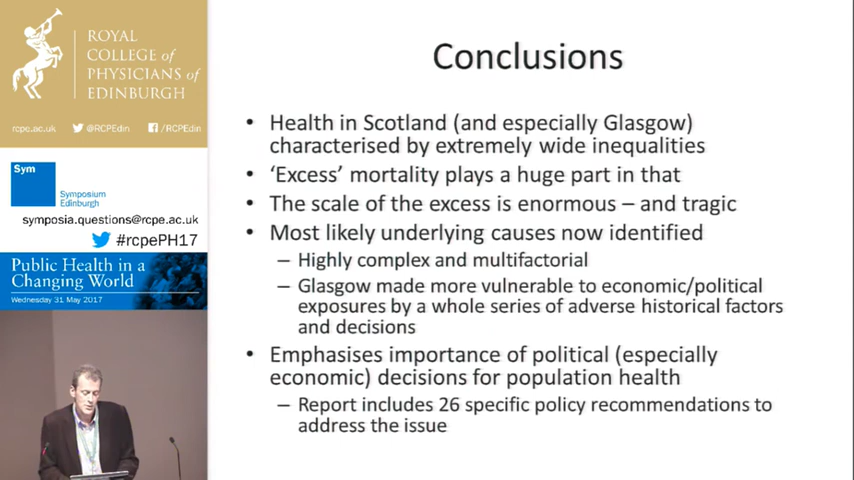 ROYAL
COLLEGE of
PHYSICIANS of
EDINBURGH
rcpe.ac.uk @RCPEdin /RCPEdin
Sym
Symposium
Edinburgh
symposia.questions@rcpe.ac.uk
#rcpePH17
Public Health in a
Changing World
Wednesday 31 May 2017
Conclusions
• Health in Scotland (and especially Glasgow)
characterised by extremely wide inequalities
• ‘Excess’ mortality plays a huge part in that
• The scale of the excess is enormous – and tragic
• Most likely underlying causes now identified
– Highly complex and multifactorial
– Glasgow made more vulnerable to economic/political
exposures by a whole series of adverse historical factors
and decisions
• Emphasises importance of political (especially
economic) decisions for population health
– Report includes 26 specific policy recommendations to
address the issue